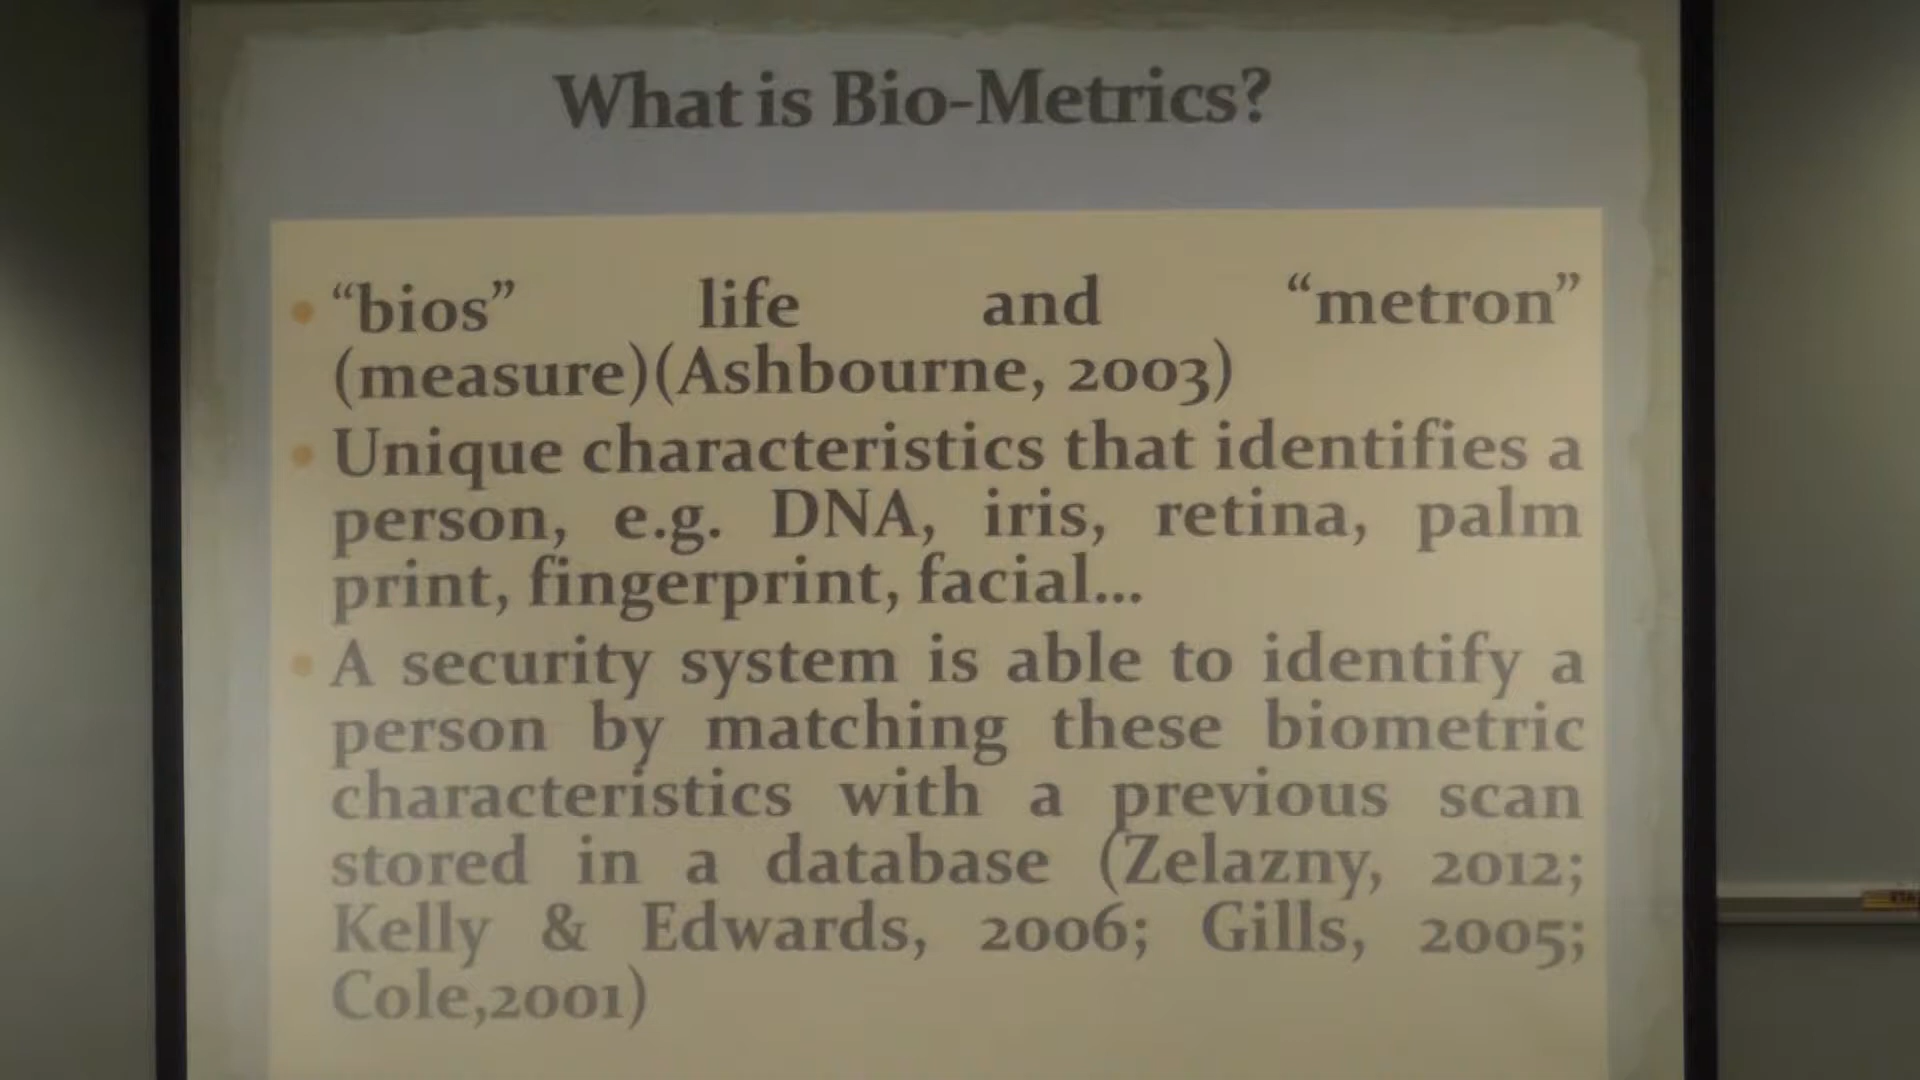 What is Bio-Metrics?
• “bios” life and “metron”
(measure)(Ashbourne, 2003)
• Unique characteristics that identifies a
person, e.g. DNA, iris, retina, palm
print, fingerprint, facial...
• A security system is able to identify a
person by matching these biometric
characteristics with a previous scan
stored in a database (Zelazny, 2012;
Kelly & Edwards, 2006; Gills, 2005;
Cole,2001)